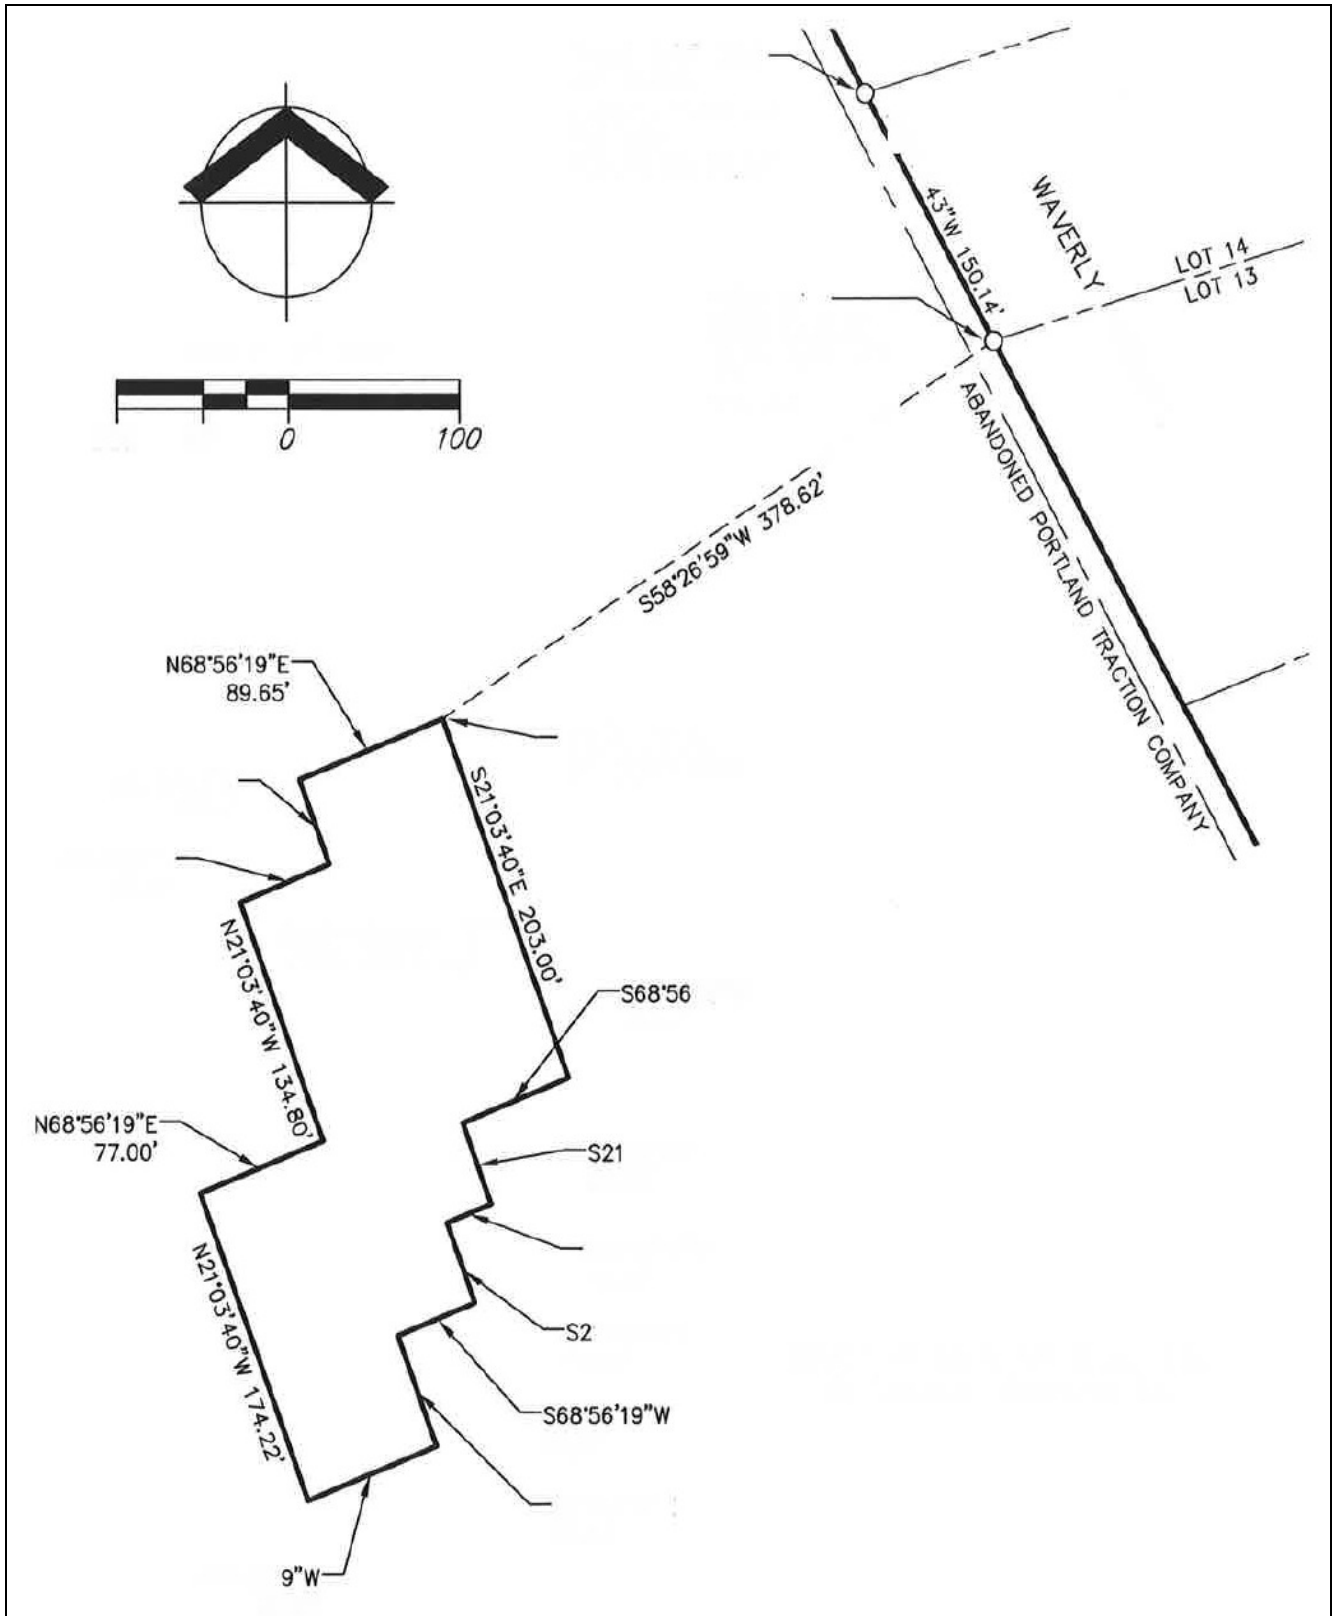 43"W 150.14'
WAVERLY
LOT 14
LOT 13
0
100
ABANDONED PORTLAND TRACTION COMPANY
S58°26'59"W 378.62'
N68°56'19"E
89.65'
S21°03'40"E 203.00'
N21°03'40"W 134.80'
S68°56
N68°56'19"E
77.00'
S21
N21°03'40"W 174.22'
S2
S68°56'19"W
9"W